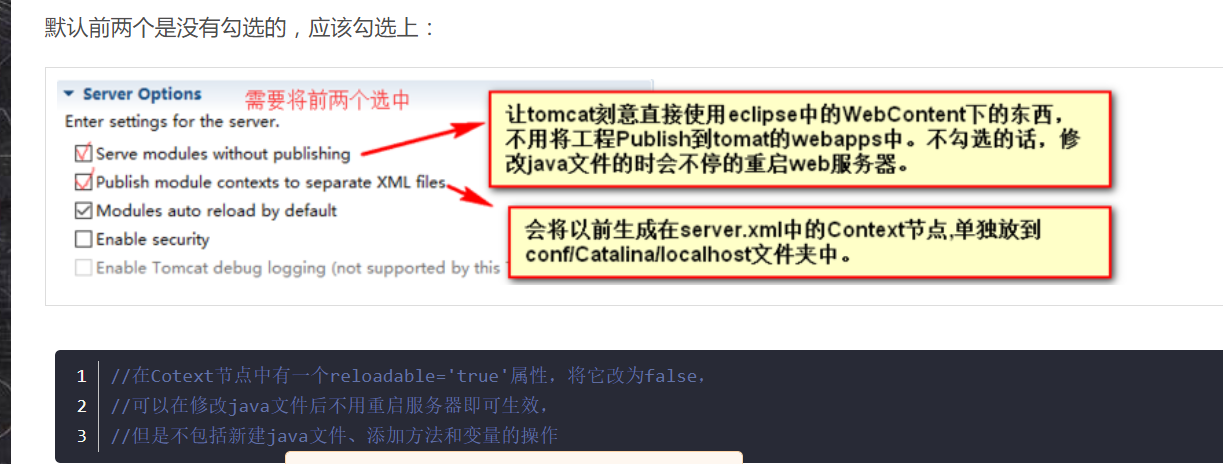 默认前两个是没有勾选的，应该勾选上：
Server Options
需要将前两个选中
Enter settings for the server.
Serve modules without publishing
Publish module contexts to separate XML files
Modules auto reload by default
Enable security
Enable Tomcat debug logging (not supported by this
让tomcat刻意直接使用eclipse中的WebContent下的东西，
不用将工程Publish到tomat的webapps中。不勾选的话，修
改java文件的时会不停的重启web服务器。
会将以前生成在server.xml中的Context节点,单独放到
conf/Catalina/localhost文件夹中。
1 //在Cotext节点中有一个reloadable='true'属性，将它改为false，
2 //可以在修改java文件后不用重启服务器即可生效，
3 //但是不包括新建java文件、添加方法和变量的操作